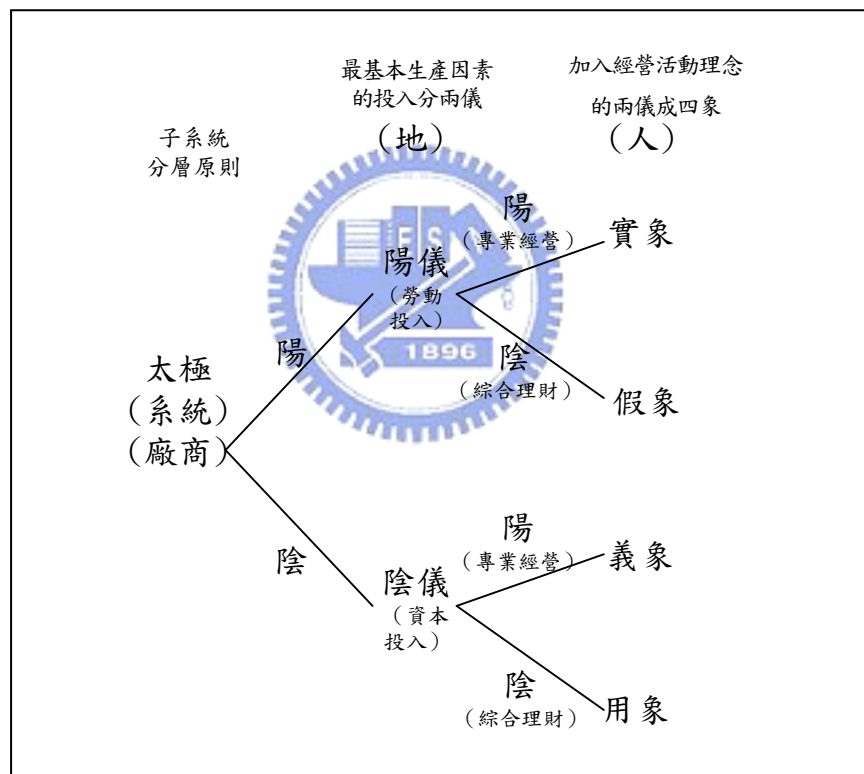 子系統
分層原則
最基本生產因素
的投入分兩儀
（地）
加入經營活動理念
的兩儀成四象
（人）
太極
（系統）
（廠商）
陽
陽儀
（勞動
投入）
陽
（專業經營）
實象
陰
（綜合理財）
假象
陰
陰儀
（資本
投入）
陽
（專業經營）
義象
陰
（綜合理財）
用象
E S
1896